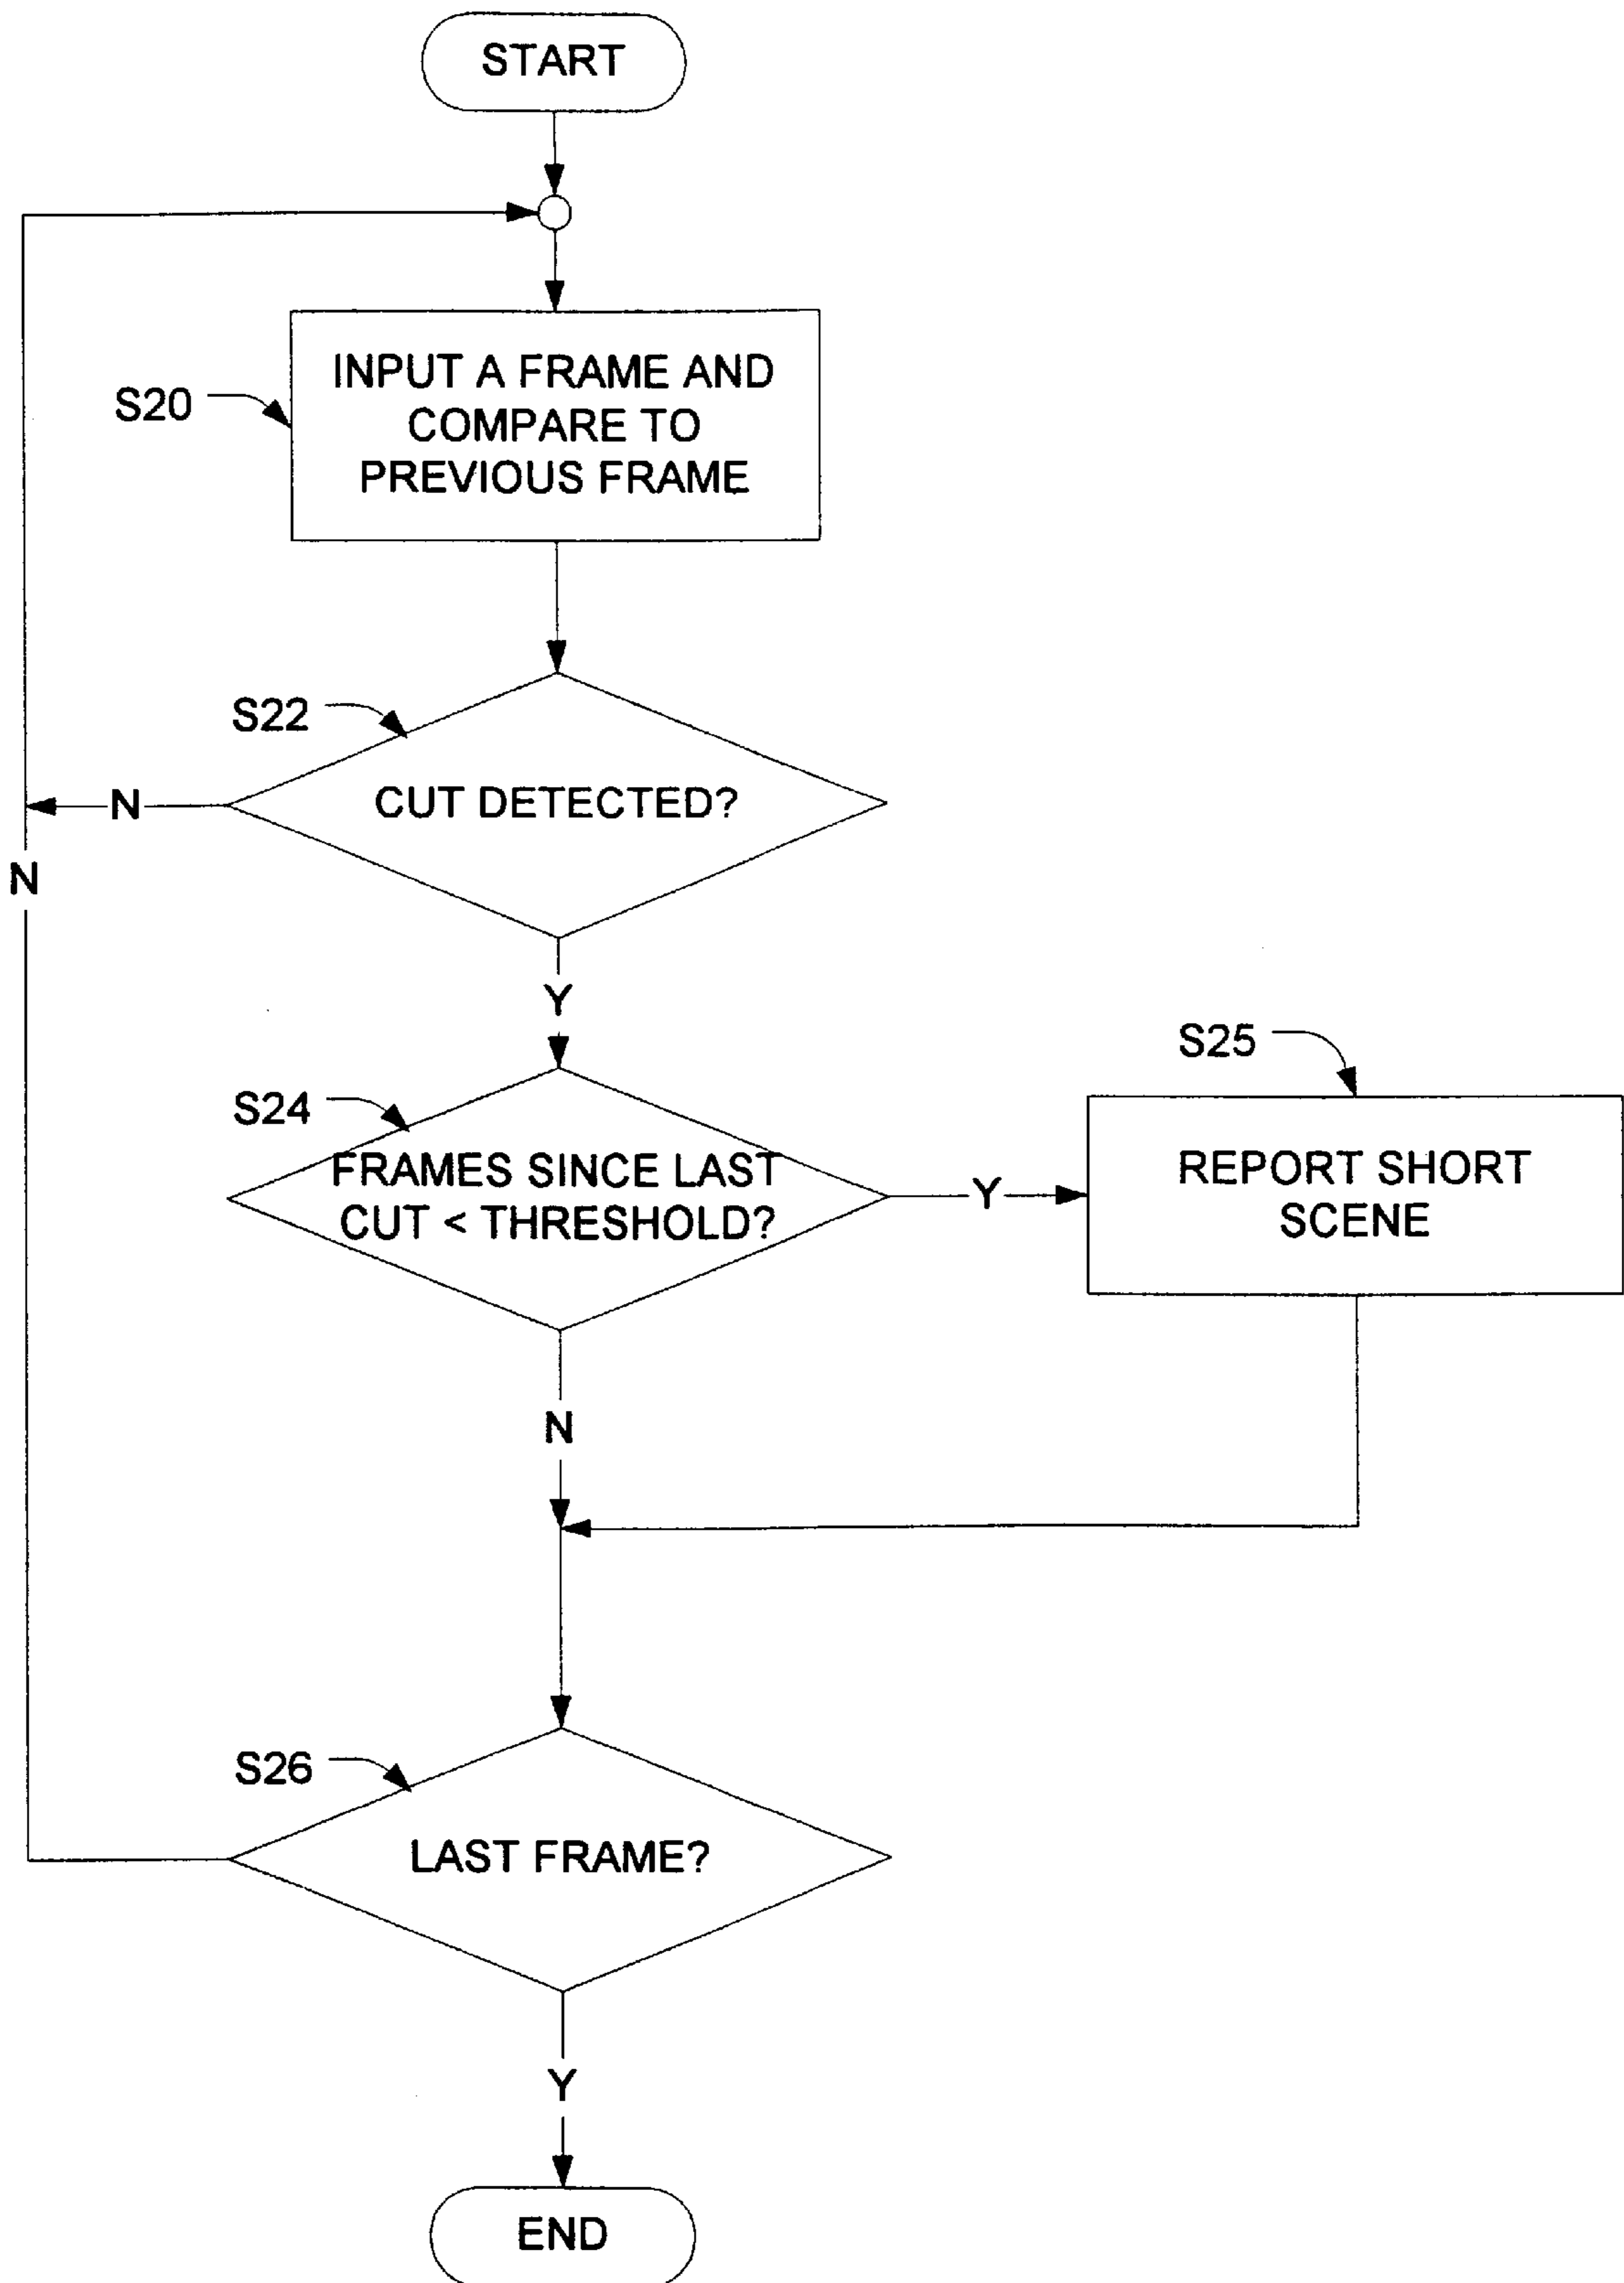 START
INPUT A FRAME AND
COMPARE TO
PREVIOUS FRAME
S20
S22
CUT DETECTED?
N
N
Y
S25
S24
FRAMES SINCE LAST
CUT < THRESHOLD?
Y
REPORT SHORT
SCENE
N
S26
LAST FRAME?
Y
END